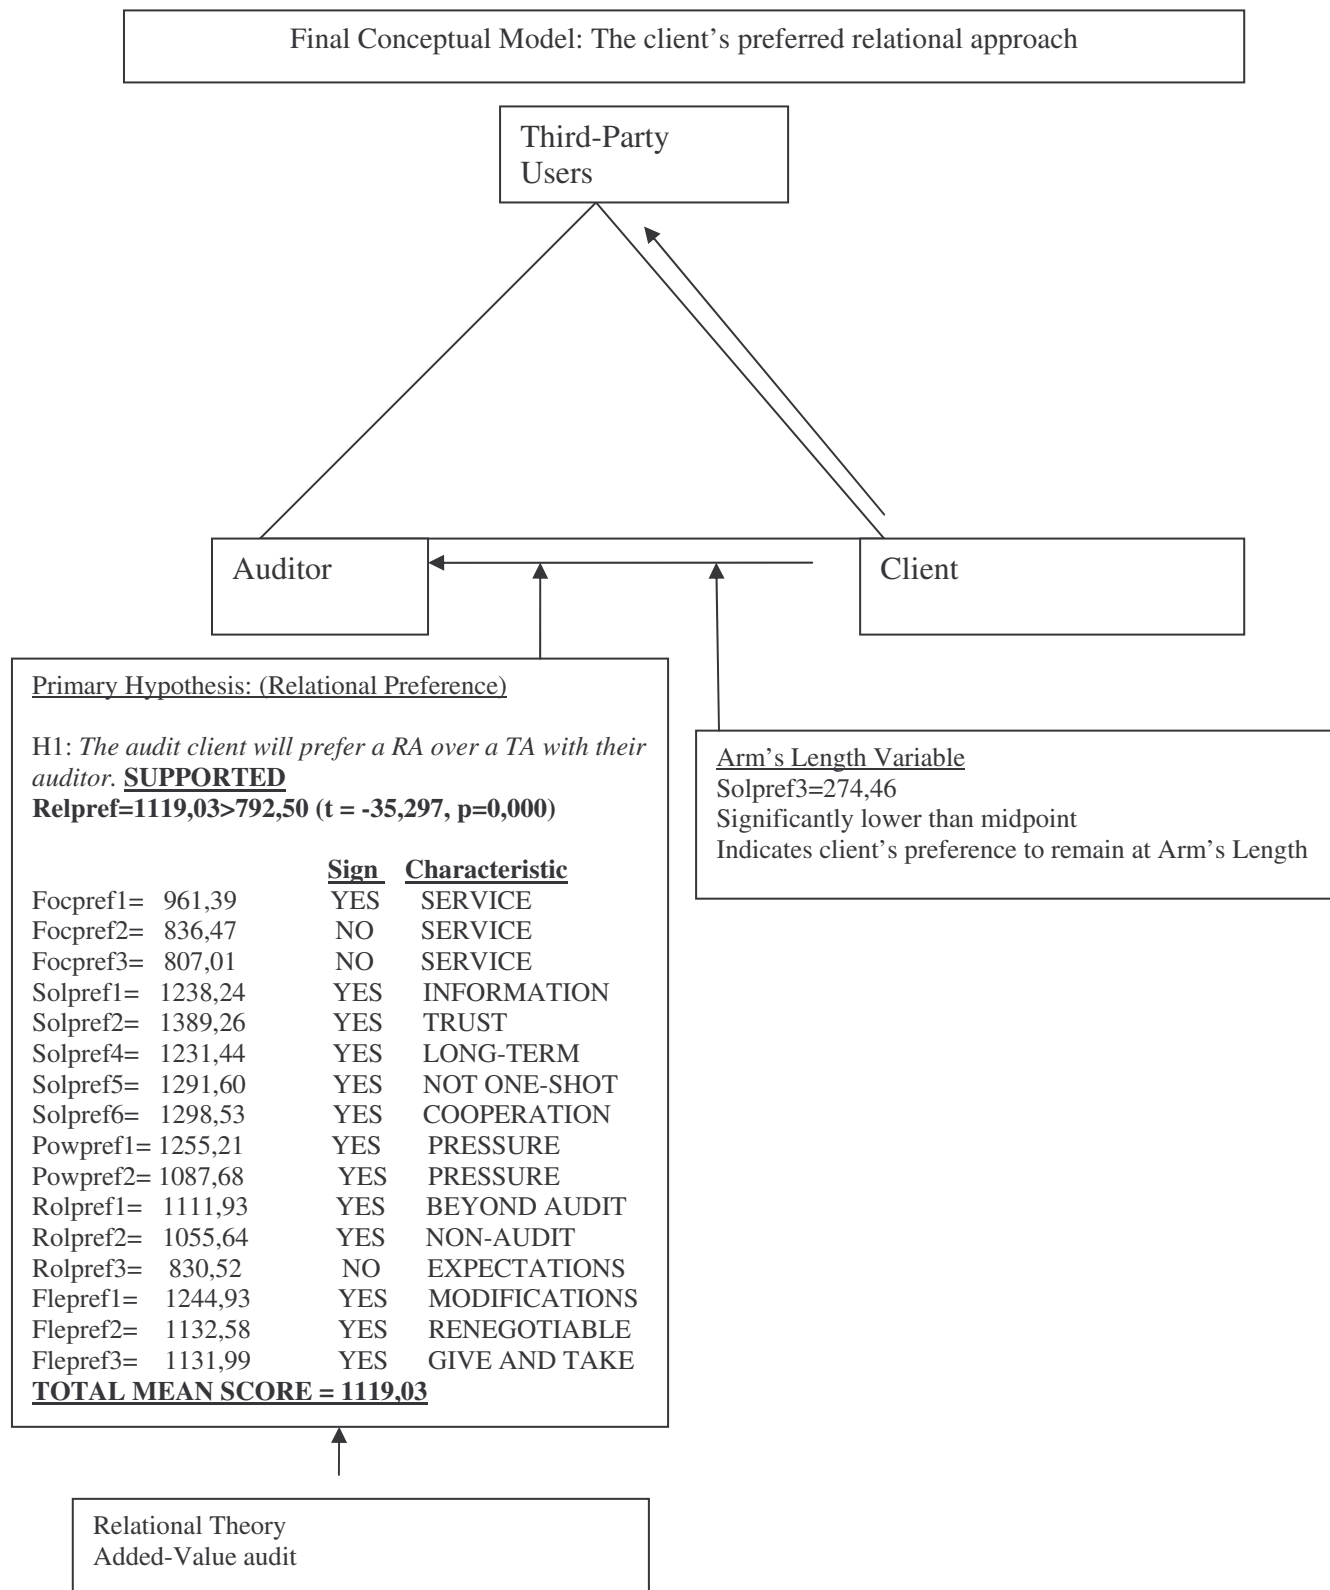 Final Conceptual Model: The client’s preferred relational approach
Third-Party
Users
Auditor
Client
Primary Hypothesis: (Relational Preference)
H1: The audit client will prefer a RA over a TA with their
auditor. SUPPORTED
Relpref=1119,03>792,50 (t = -35,297, p=0,000)
Sign Characteristic
Focpref1= 961,39 YES SERVICE
Focpref2= 836,47 NO SERVICE
Focpref3= 807,01 NO SERVICE
Solpref1= 1238,24 YES INFORMATION
Solpref2= 1389,26 YES TRUST
Solpref4= 1231,44 YES LONG-TERM
Solpref5= 1291,60 YES NOT ONE-SHOT
Solpref6= 1298,53 YES COOPERATION
Powpref1= 1255,21 YES PRESSURE
Powpref2= 1087,68 YES PRESSURE
Rolpref1= 1111,93 YES BEYOND AUDIT
Rolpref2= 1055,64 YES NON-AUDIT
Rolpref3= 830,52 NO EXPECTATIONS
Flepref1= 1244,93 YES MODIFICATIONS
Flepref2= 1132,58 YES RENEGOTIABLE
Flepref3= 1131,99 YES GIVE AND TAKE
TOTAL MEAN SCORE = 1119,03
Arm’s Length Variable
Solpref3=274,46
Significantly lower than midpoint
Indicates client’s preference to remain at Arm’s Length
Relational Theory
Added-Value audit